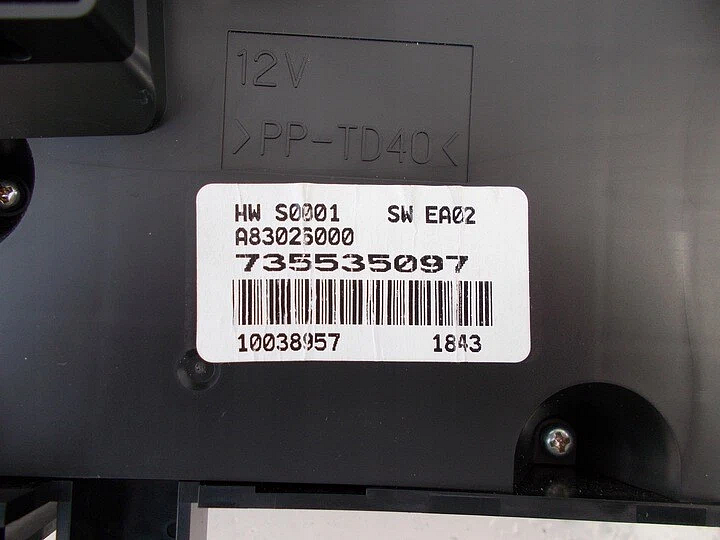 12V
>PP-TD40<
HW S0001 SW EA02
A83026000
735535097
10038957 1843